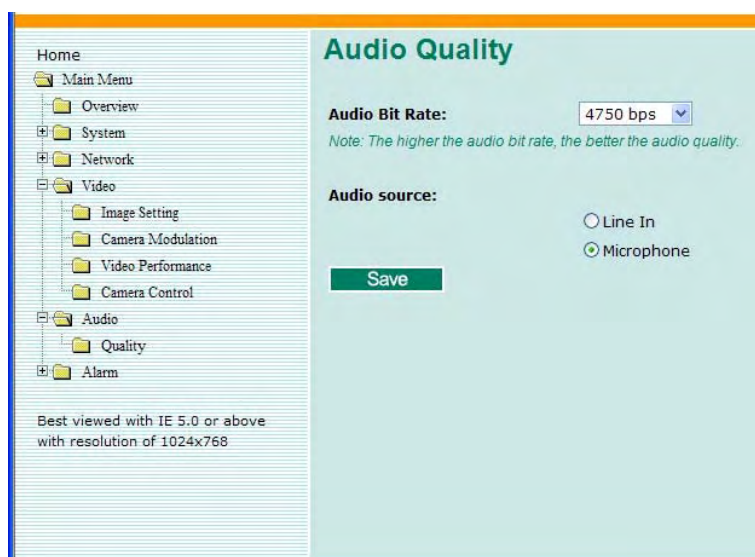 Home
Main Menu
Overview
System
Network
Video
Image Setting
Camera Modulation
Video Performance
Camera Control
Audio
Quality
Alarm
Best viewed with IE 5.0 or above
with resolution of 1024x768
Audio Quality
Audio Bit Rate: 4750 bps
Note: The higher the audio bit rate, the better the audio quality.
Audio source:
Line In
Microphone
Save